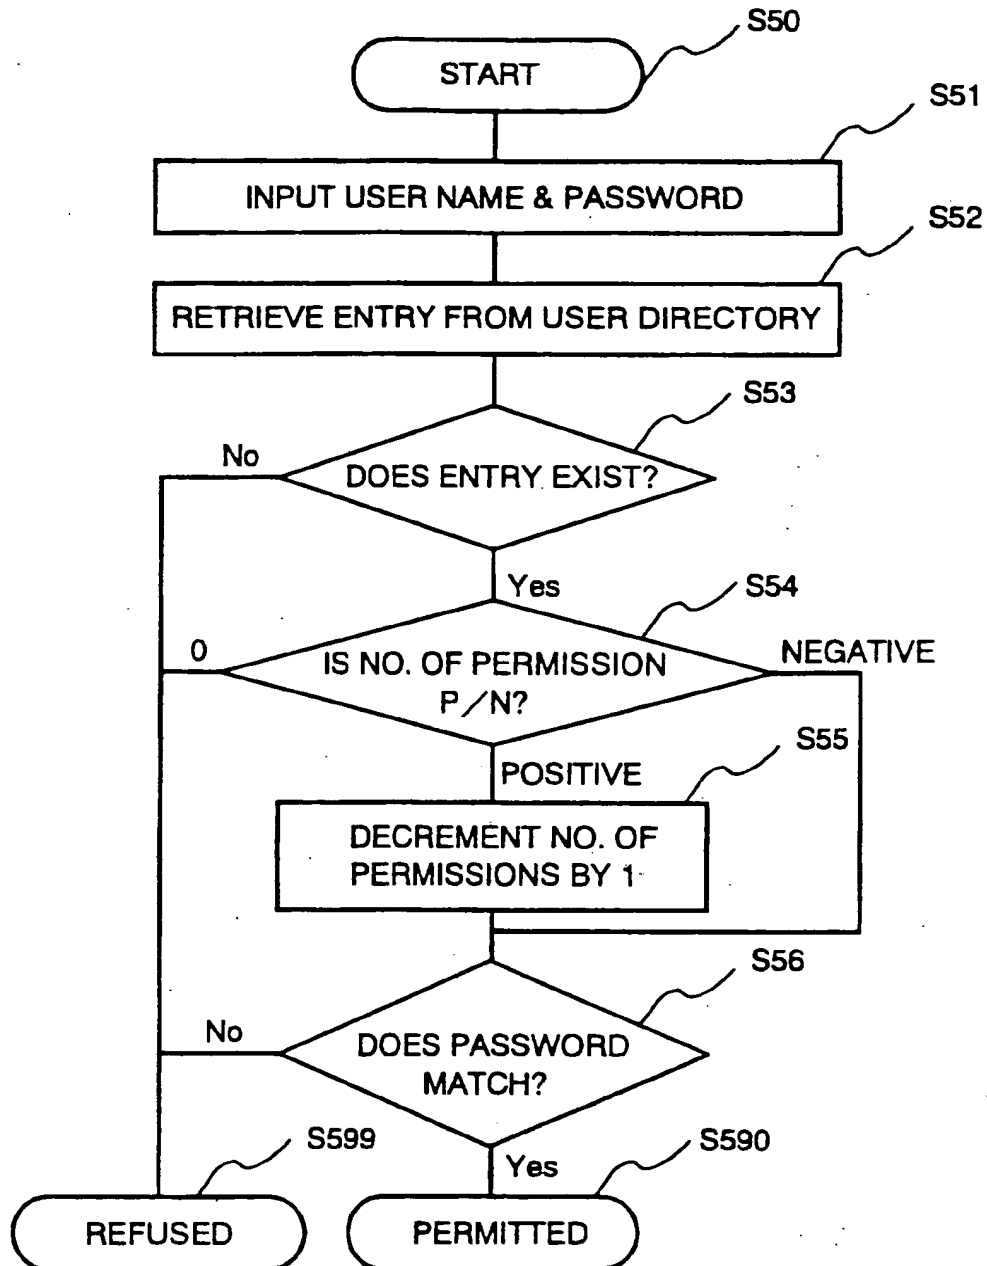 S50
START
S51
INPUT USER NAME & PASSWORD
S52
RETRIEVE ENTRY FROM USER DIRECTORY
S53
No
DOES ENTRY EXIST?
Yes
S54
0
IS NO. OF PERMISSION
P/N?
NEGATIVE
S55
POSITIVE
DECREMENT NO. OF
PERMISSIONS BY 1
S56
No
DOES PASSWORD
MATCH?
S599
Yes
S590
REFUSED
PERMITTED